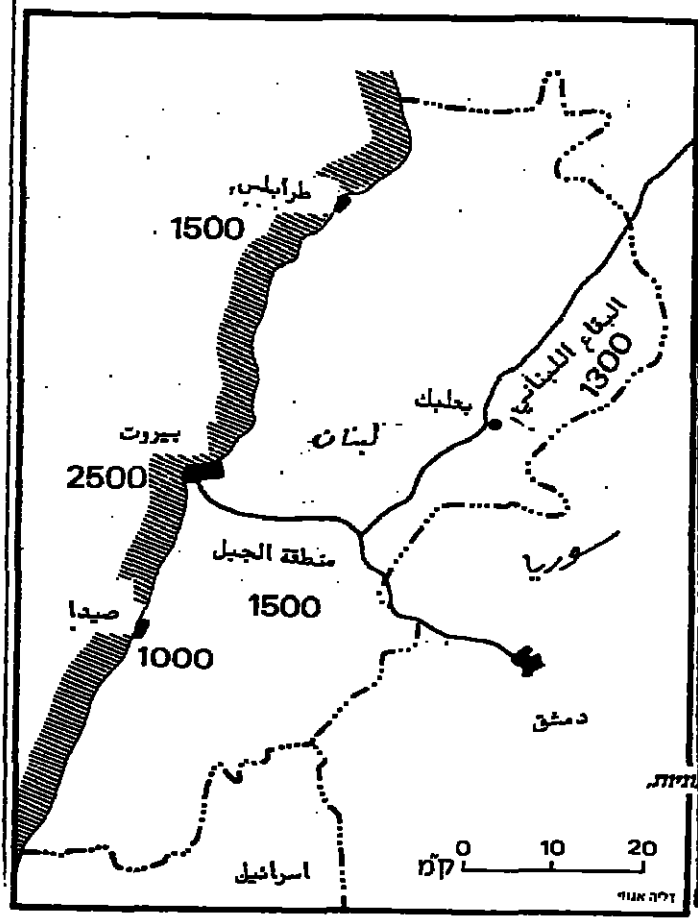 طرابلس
1500
البقاع اللبناني
1300
بعلبك
لبنان
بيروت
2500
سوريا
منطقة الجبل
1500
صيدا
1000
دمشق
اسرائيل
ק"מ
0 10 20